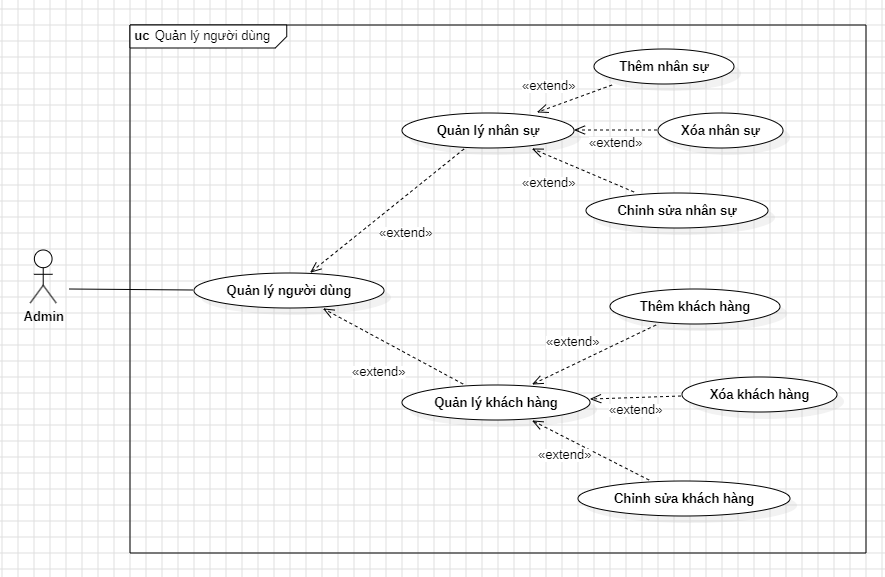 uc Quản lý người dùng
Thêm nhân sự
«extend»
Quản lý nhân sự
Xóa nhân sự
«extend»
«extend»
Chỉnh sửa nhân sự
«extend»
Quản lý người dùng
Admin
Thêm khách hàng
«extend»
«extend»
Quản lý khách hàng
Xóa khách hàng
«extend»
«extend»
Chỉnh sửa khách hàng